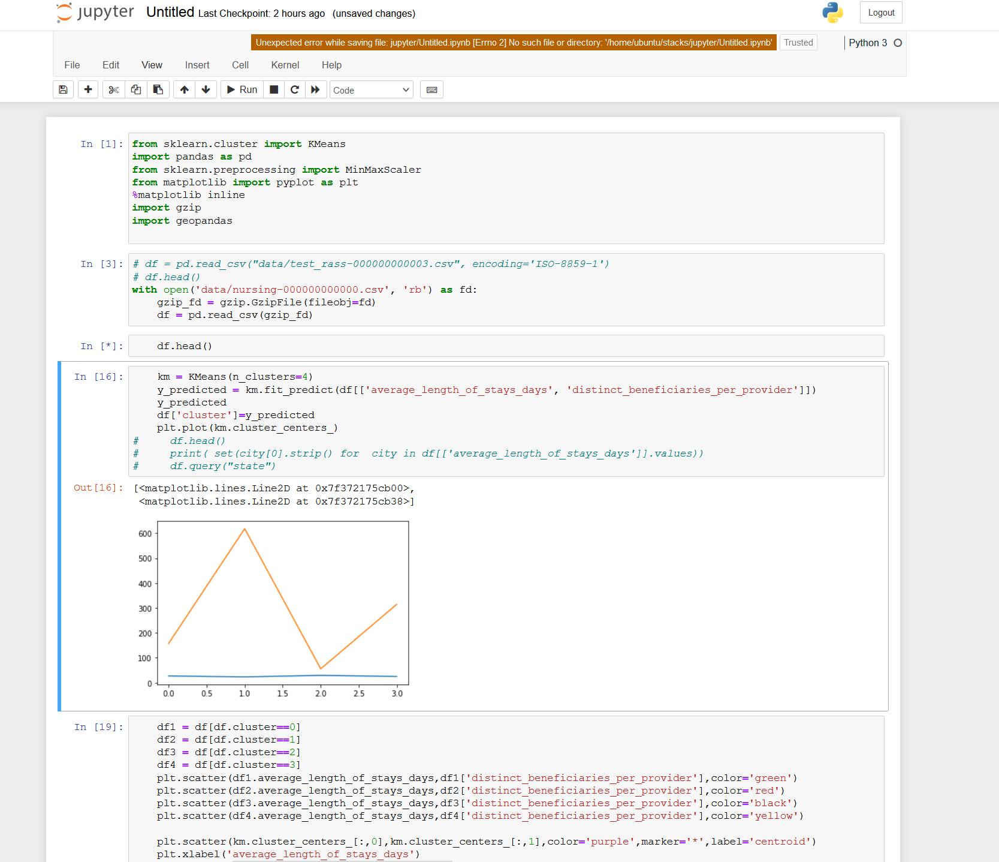 jupyter Untitled Last Checkpoint: 2 hours ago (unsaved changes) Logout
Unexpected error while saving file: jupyter/Untitled.ipynb [Errno 2] No such file or directory: '/home/ubuntu/stacks/jupyter/Untitled.ipynb' Trusted Python 3
File Edit View Insert Cell Kernel Help
Run Code
In [1]: from sklearn.cluster import KMeans
import pandas as pd
from sklearn.preprocessing import MinMaxScaler
from matplotlib import pyplot as plt
%matplotlib inline
import gzip
import geopandas
In [3]: # df = pd.read_csv("data/test_rass-000000000003.csv", encoding='ISO-8859-1')
# df.head()
with open('data/nursing-000000000000.csv', 'rb') as fd:
    gzip_fd = gzip.GzipFile(fileobj=fd)
    df = pd.read_csv(gzip_fd)
In [*]:     df.head()
In [16]:     km = KMeans(n_clusters=4)
    y_predicted = km.fit_predict(df[['average_length_of_stays_days', 'distinct_beneficiaries_per_provider']])
    y_predicted
    df['cluster']=y_predicted
    plt.plot(km.cluster_centers_)
#     df.head()
#     print( set(city[0].strip() for  city in df[['average_length_of_stays_days']].values))
#     df.query("state")
Out[16]: [<matplotlib.lines.Line2D at 0x7f372175cb00>,
 <matplotlib.lines.Line2D at 0x7f372175cb38>]
600
500
400
300
200
100
0
0.0 0.5 1.0 1.5 2.0 2.5 3.0
In [19]:     df1 = df[df.cluster==0]
    df2 = df[df.cluster==1]
    df3 = df[df.cluster==2]
    df4 = df[df.cluster==3]
    plt.scatter(df1.average_length_of_stays_days,df1['distinct_beneficiaries_per_provider'],color='green')
    plt.scatter(df2.average_length_of_stays_days,df2['distinct_beneficiaries_per_provider'],color='red')
    plt.scatter(df3.average_length_of_stays_days,df3['distinct_beneficiaries_per_provider'],color='black')
    plt.scatter(df4.average_length_of_stays_days,df4['distinct_beneficiaries_per_provider'],color='yellow')
    plt.scatter(km.cluster_centers_[:,0],km.cluster_centers_[:,1],color='purple',marker='*',label='centroid')
    plt.xlabel('average_length_of_stays_days')